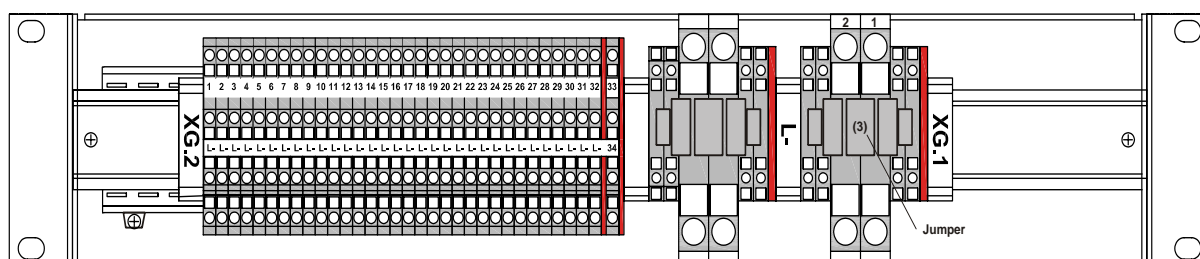 2 1
XG.2
1 2 3 4 5 6 7 8 9 10 11 12 13 14 15 16 17 18 19 20 21 22 23 24 25 26 27 28 29 30 31 32 33
L-
(3)
XG.1
L- L- L- L- L- L- L- L- L- L- L- L- L- L- L- L- L- L- L- L- L- L- L- L- L- L- L- L- L- L- L- L- 34
Jumper